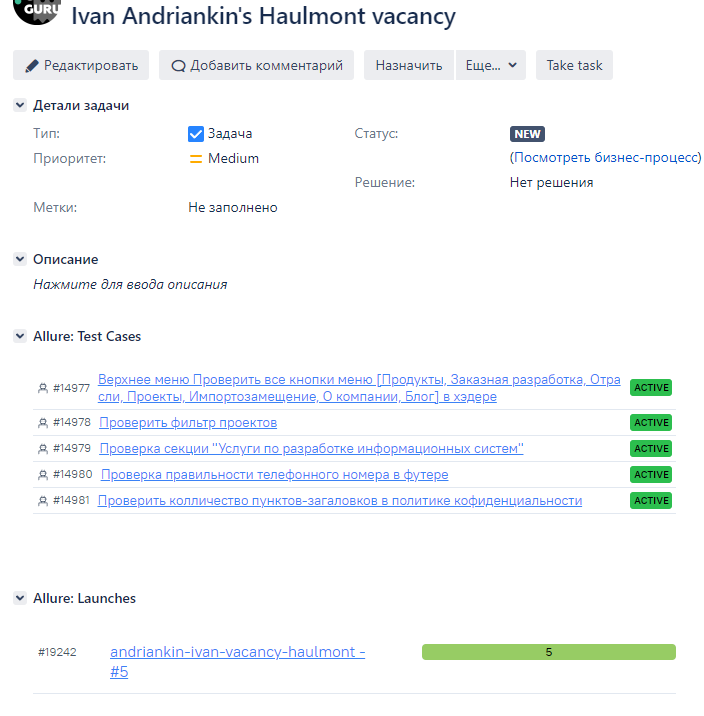 GURU
Ivan Andriankin's Haulmont vacancy
Редактировать Добавить комментарий Назначить Еще... Take task
Детали задачи
Тип: Задача Статус: NEW
Приоритет: Medium (Посмотреть бизнес-процесс)
Решение: Нет решения
Метки: Не заполнено
Описание
Нажмите для ввода описания
Allure: Test Cases
#14977 Верхнее меню Проверить все кнопки меню [Продукты, Заказная разработка, Отра
сли, Проекты, Импортозамещение, О компании, Блог] в хэдере ACTIVE
#14978 Проверить фильтр проектов ACTIVE
#14979 Проверка секции "Услуги по разработке информационных систем" ACTIVE
#14980 Проверка правильности телефонного номера в футере ACTIVE
#14981 Проверить колличество пунктов-загаловков в политике кофиденциальности ACTIVE
Allure: Launches
#19242 andriankin-ivan-vacancy-haulmont - 5
#5